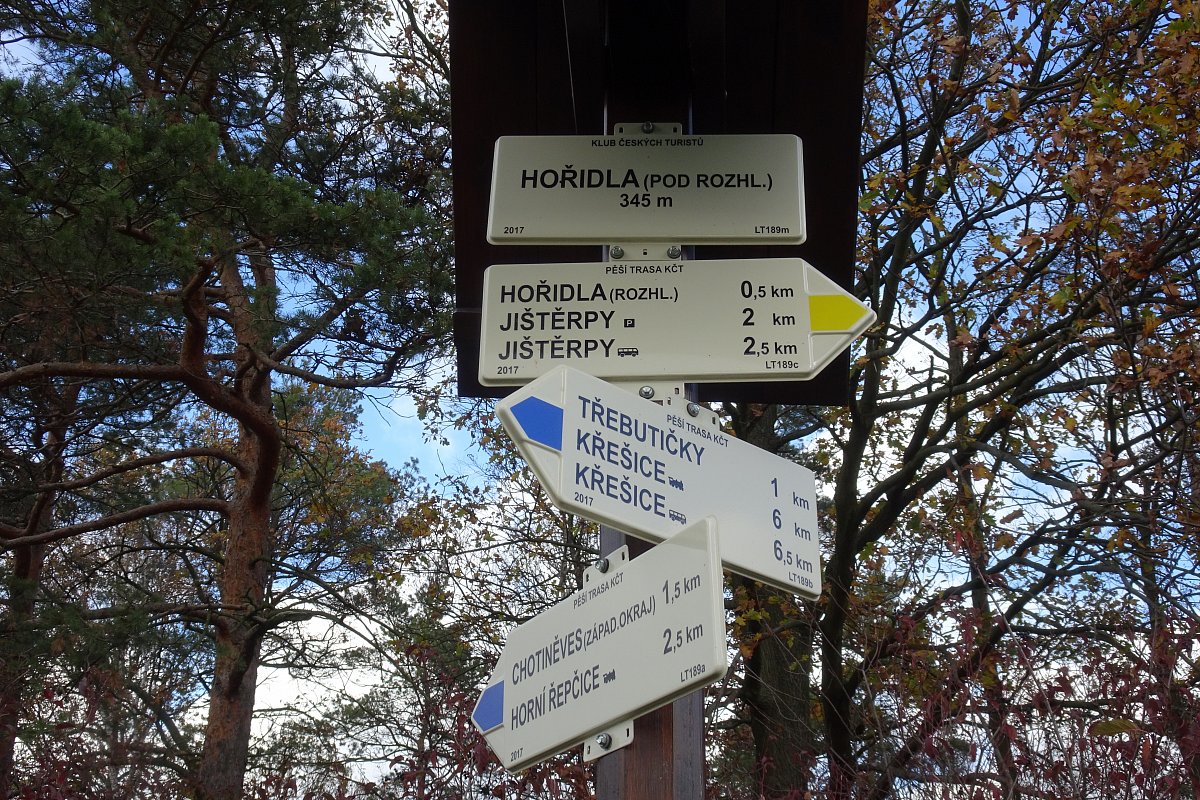 KLUB ČESKÝCH TURISTŮ
HOŘIDLA (POD ROZHL.)
345 m
2017 LT189m
PĚŠÍ TRASA KČT
HOŘIDLA (ROZHL.) 0,5 km
JIŠTĚRPY P 2 km
JIŠTĚRPY 2,5 km
2017 LT189c
PĚŠÍ TRASA KČT
TŘEBUTIČKY 1 km
KŘEŠICE 6 km
KŘEŠICE 6,5 km
2017 LT189b
PĚŠÍ TRASA KČT
CHOTINĚVES (ZÁPAD.OKRAJ) 1,5 km
HORNÍ ŘEPČICE 2,5 km
2017 LT189a